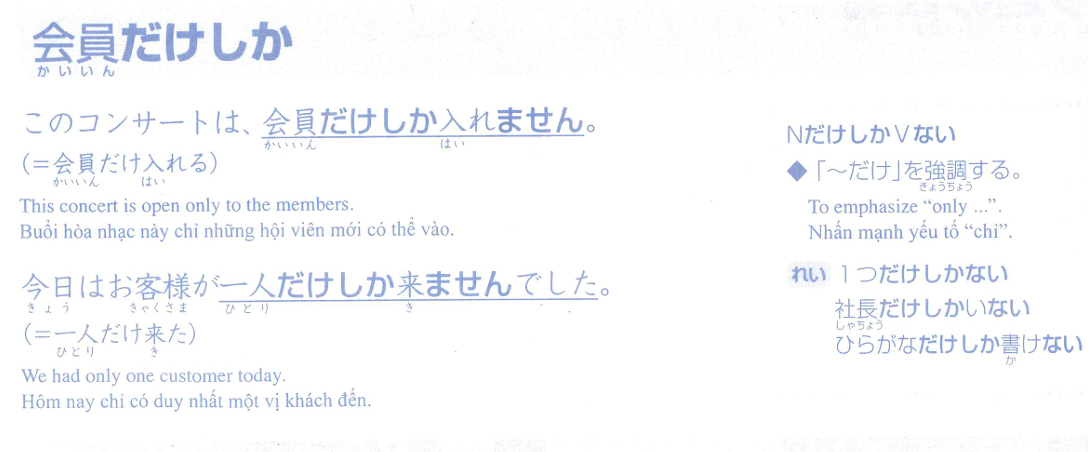 会員だけしか
かいいん
このコンサートは、会員だけしか入れません。
かいいん はい
(=会員だけ入れる)
かいいん はい
This concert is open only to the members.
Buổi hòa nhạc này chỉ những hội viên mới có thể vào.
今日はお客様が一人だけしか来ませんでした。
きょう きゃくさま ひとり き
(=一人だけ来た)
ひとり き
We had only one customer today.
Hôm nay chỉ có duy nhất một vị khách đến.
NだけしかVない
◆「~だけ」を強調する。
きょうちょう
To emphasize “only ...”.
Nhấn mạnh yếu tố “chỉ”.
れい 1つだけしかない
社長だけしかいない
しゃちょう
ひらがなだけしか書けない
か